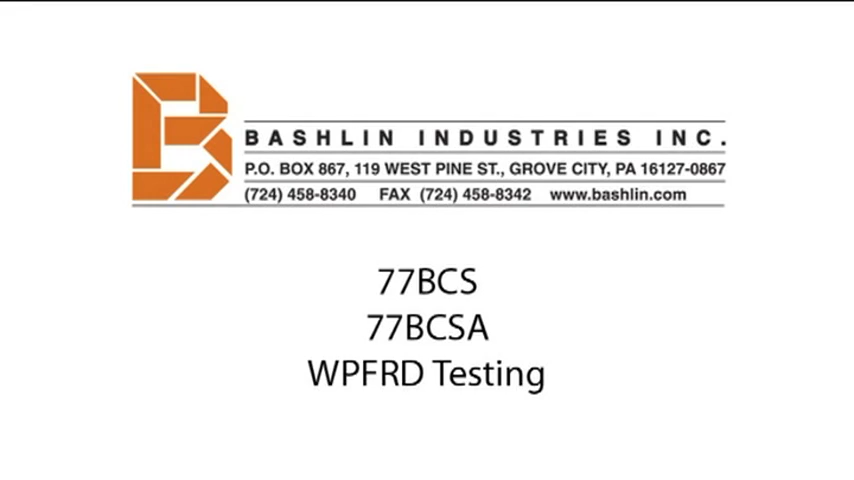 BASHLIN INDUSTRIES INC.
P.O. BOX 867, 119 WEST PINE ST., GROVE CITY, PA 16127-0867
(724) 458-8340 FAX (724) 458-8342 www.bashlin.com
77BCS
77BCSA
WPFRD Testing